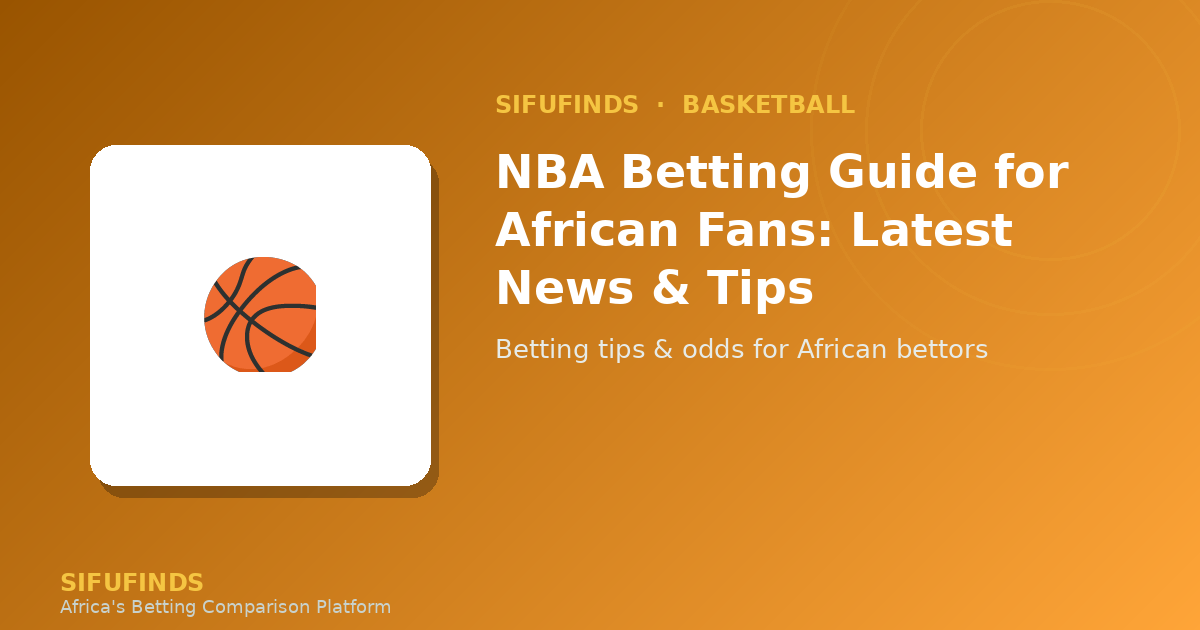 SIFUFINDS · BASKETBALL
NBA Betting Guide for
African Fans: Latest
News & Tips
Betting tips & odds for African bettors
SIFUFINDS
Africa's Betting Comparison Platform